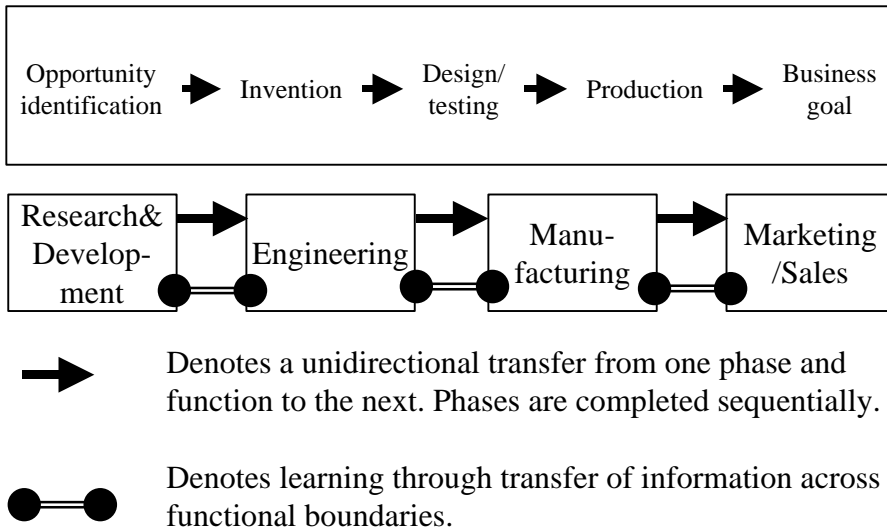 Opportunity
identification
Invention
Design/
testing
Production
Business
goal
Research&
Develop-
ment
Engineering
Manu-
facturing
Marketing
/Sales
Denotes a unidirectional transfer from one phase and
function to the next. Phases are completed sequentially.
Denotes learning through transfer of information across
functional boundaries.